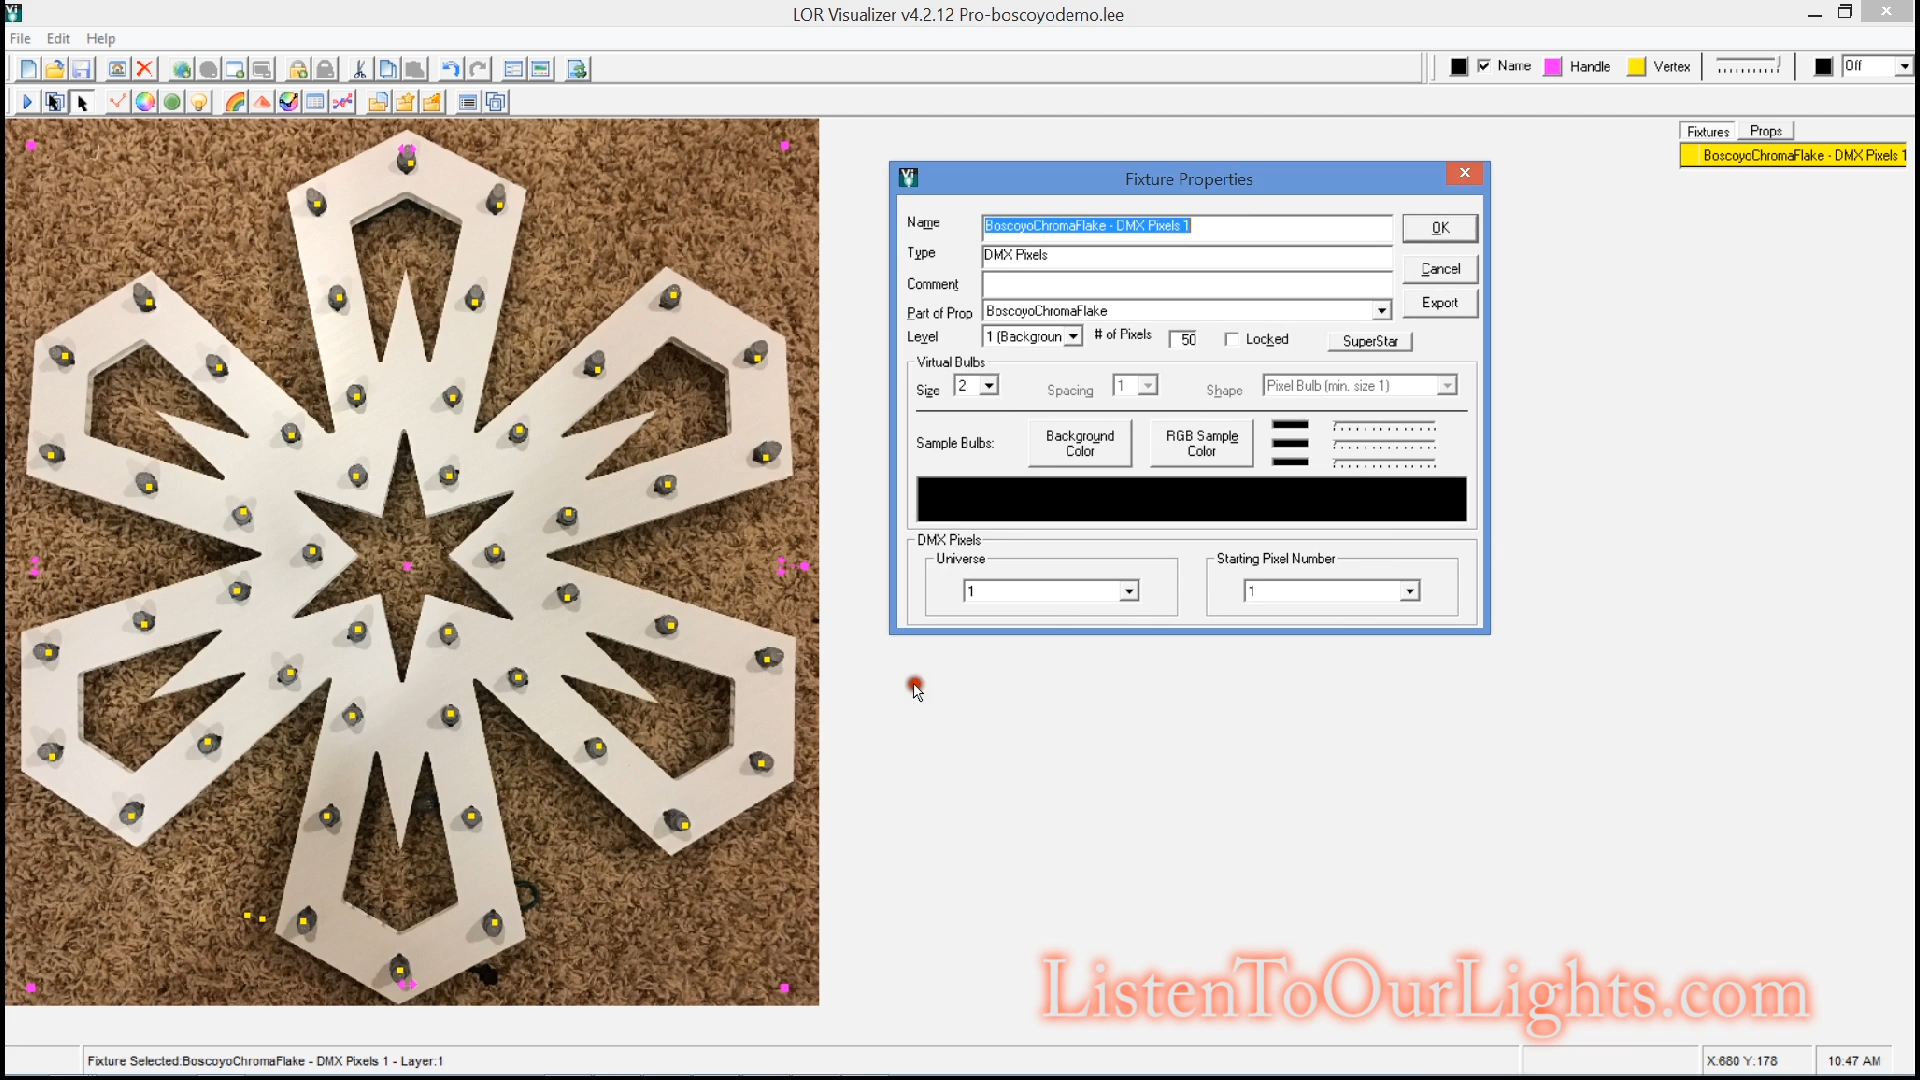 LOR Visualizer v4.2.12 Pro-boscoyodemo.lee
File Edit Help
Name Handle Vertex Off
Fixtures Props
BoscoyoChromaFlake - DMX Pixels 1
Vi Fixture Properties
Name BoscoyoChromaFlake - DMX Pixels 1 OK
Type DMX Pixels
Comment Cancel
Part of Prop BoscoyoChromaFlake Export
Level 1 (Backgroun # of Pixels 50 Locked SuperStar
Virtual Bulbs
Size 2 Spacing 1 Shape Pixel Bulb (min. size 1)
Sample Bulbs: Background Color RGB Sample Color
DMX Pixels
Universe Starting Pixel Number
1 1
ListenToOurLights.com
Fixture Selected:BoscoyoChromaFlake - DMX Pixels 1 - Layer:1 X:680 Y:178 10:47 AM